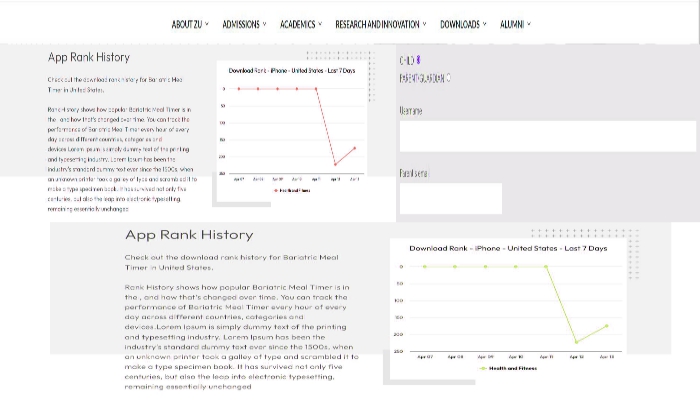 ABOUT ZU
ADMISSIONS
ACADEMICS
RESEARCH AND INNOVATION
DOWNLOADS
ALUMNI
App Rank History
Check out the download rank history for Bariatric Meal
Timer in United States.
Rank History shows how popular Bariatric Meal Timer is in
the , and how that's changed over time. You can track the
performance of Bariatric Meal Timer every hour of every
day across different countries, categories and
devices.Lorem Ipsum is simply dummy text of the printing
and typesetting industry. Lorem Ipsum has been the
industry's standard dummy text ever since the 1500s, when
an unknown printer took a galley of type and scrambled it to
make a type specimen book. It has survived not only five
centuries, but also the leap into electronic typesetting,
remaining essentially unchanged
Download Rank - iPhone - United States - Last 7 Days
0
50
100
150
200
250
Apr 07
Apr 08
Apr 09
Apr 10
Apr 11
Apr 12
Health and Fitness
CHILD
PARENT/GUARDIAN
Username
Parent's email
App Rank History
Check out the download rank history for Bariatric Meal
Timer in United States.
Rank History shows how popular Bariatric Meal Timer is in
the , and how that's changed over time. You can track the
performance of Bariatric Meal Timer every hour of every
day across different countries, categories and
devices.Lorem Ipsum is simply dummy text of the printing
and typesetting industry. Lorem Ipsum has been the
industry's standard dummy text ever since the 1500s, when
an unknown printer took a galley of type and scrambled it to
make a type specimen book. It has survived not only five
centuries, but also the leap into electronic typesetting,
remaining essentially unchanged
Download Rank - iPhone - United States - Last 7 Days
0
50
100
150
200
250
Apr 07
Apr 08
Apr 09
Apr 10
Apr 11
Apr 12
Apr 13
Health and Fitness